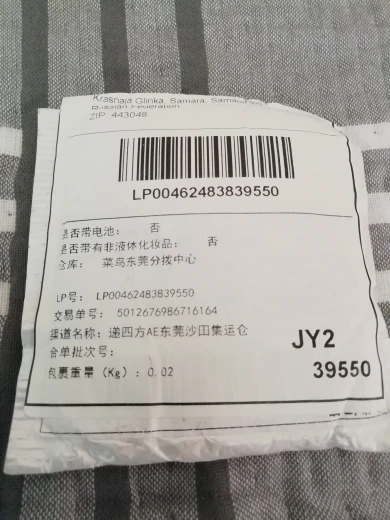 Krasnaja Glinka, Samara, Samara
Russian Federation
ZIP: 443048
LP00462483839550
是否带电池： 否
是否带有非液体化妆品： 否
仓库： 菜鸟东莞分拨中心
LP号： LP00462483839550
交易单号： 5012676986716164
渠道名称： 递四方AE东莞沙田集运仓
合单批次号：
包裹重量（Kg）：0.02
JY2
39550